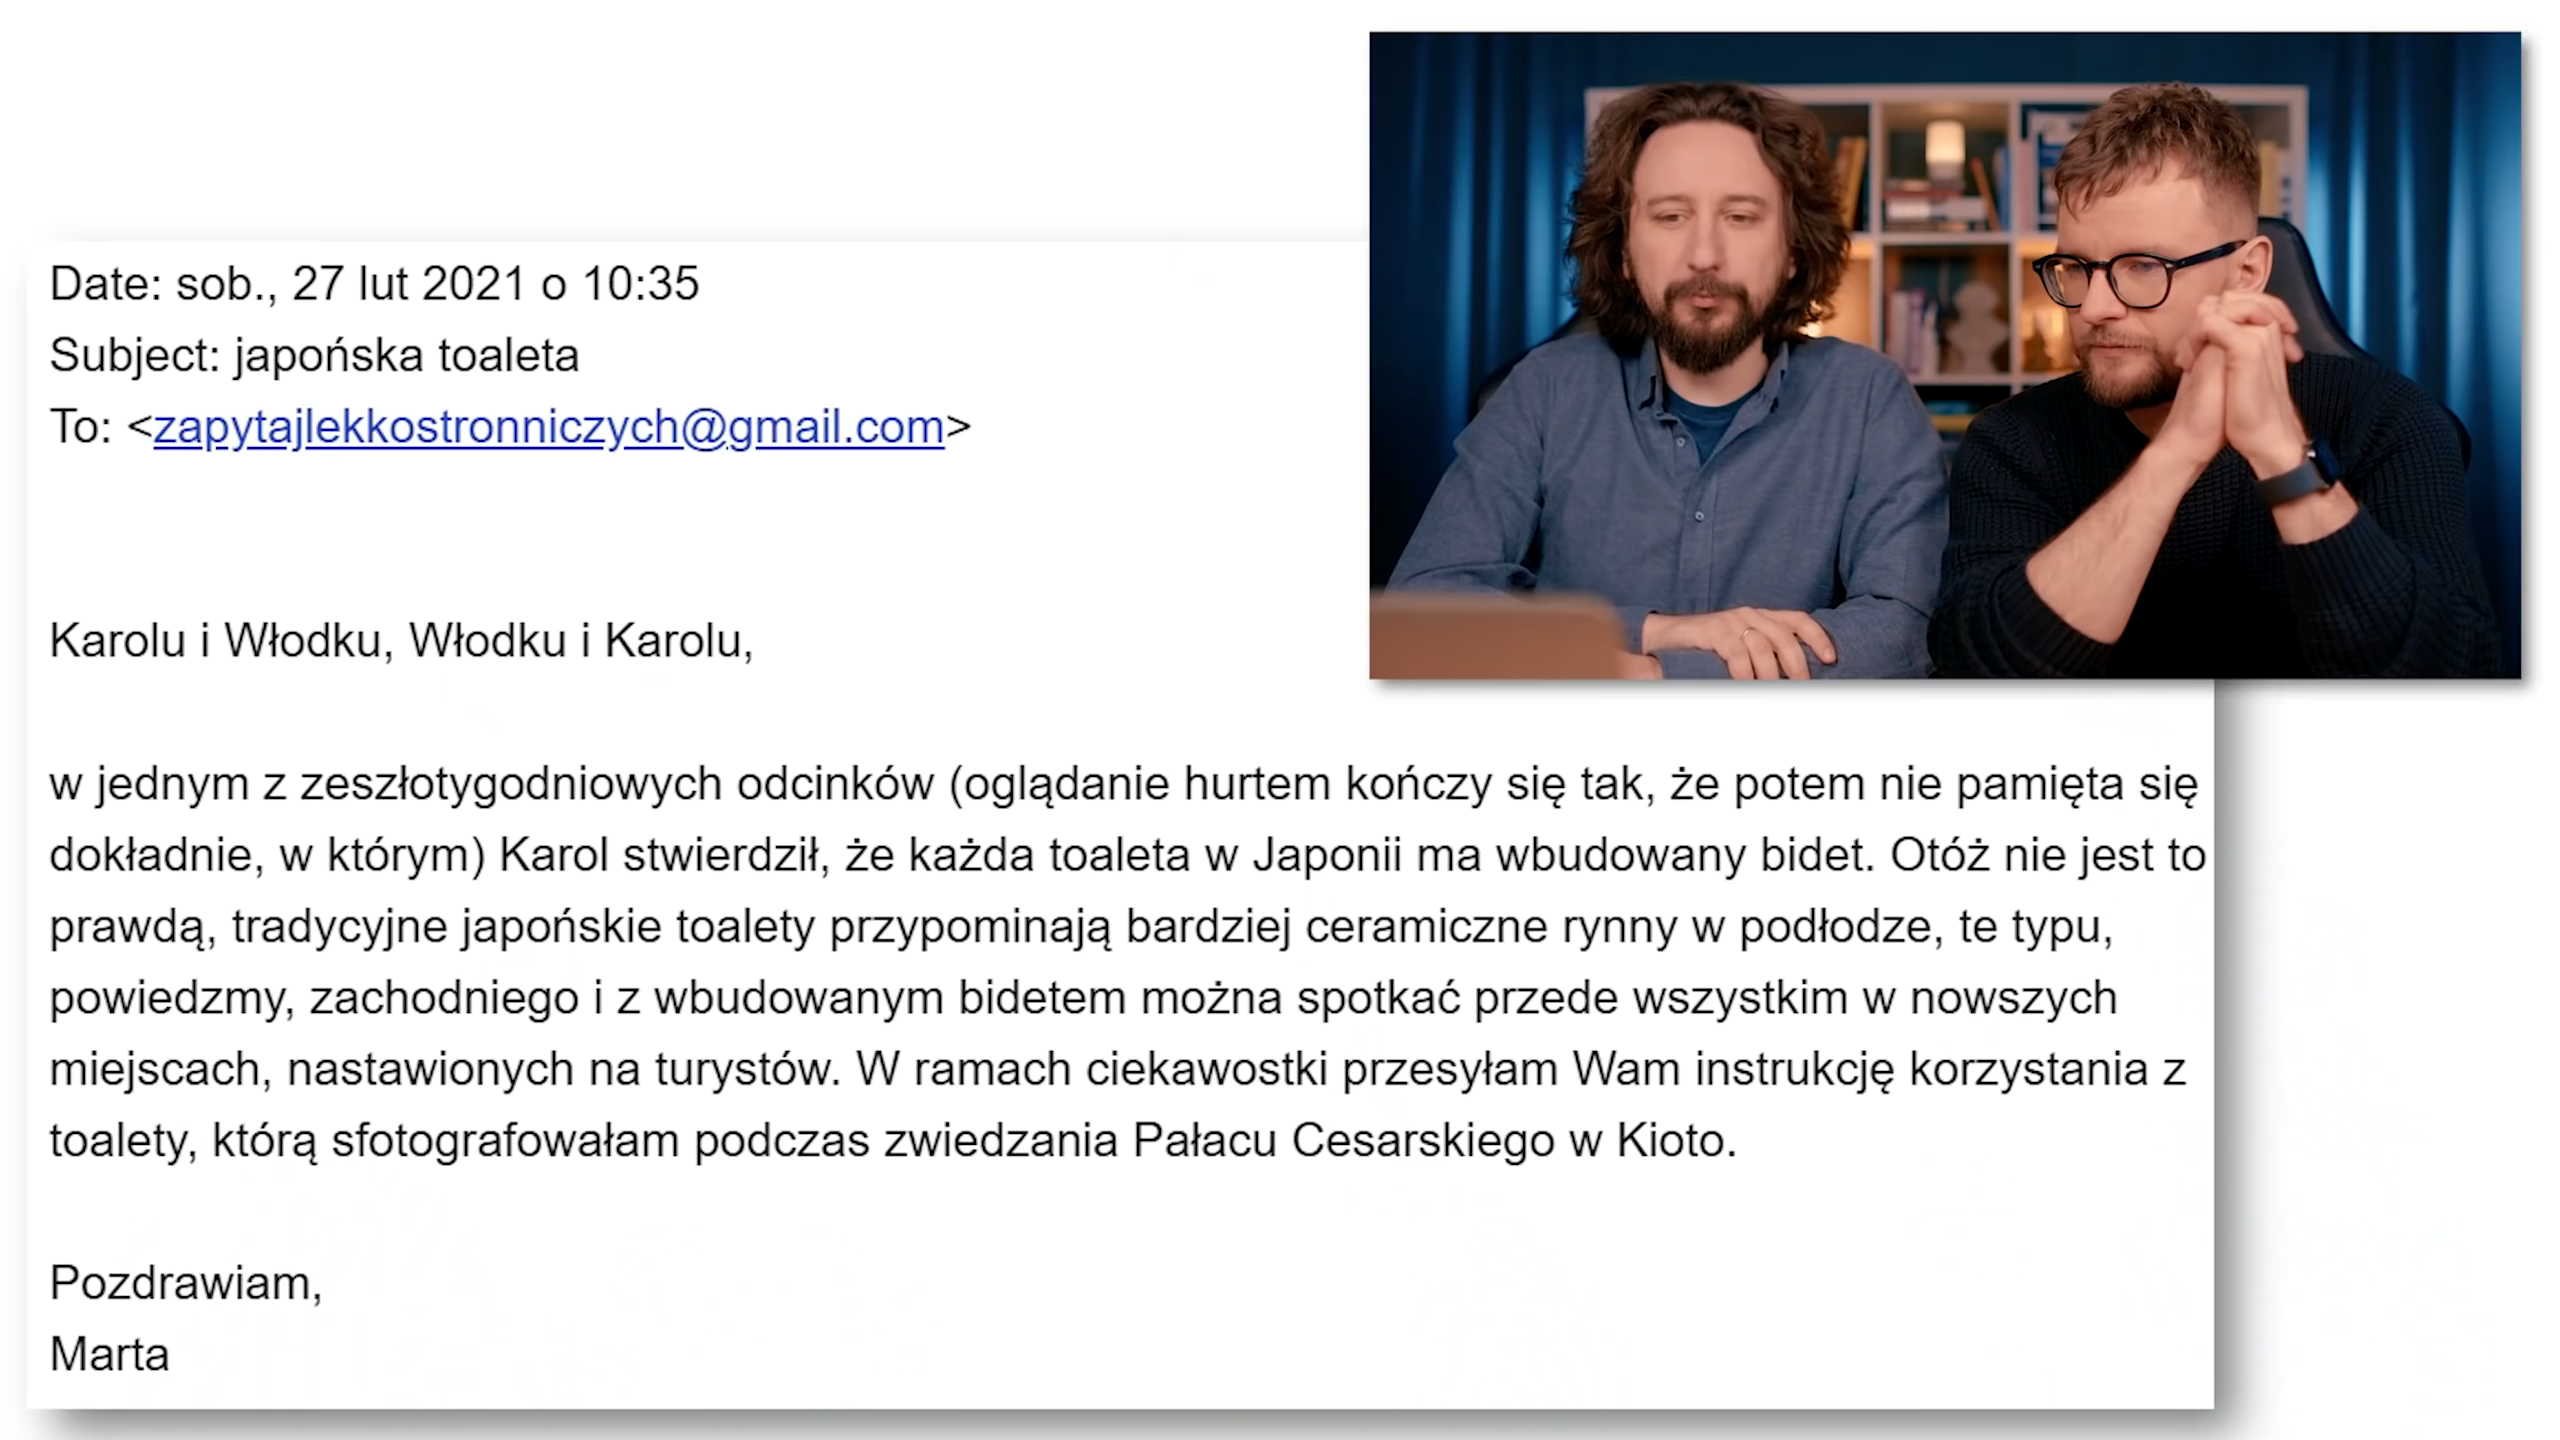 Date: sob., 27 lut 2021 o 10:35
Subject: japońska toaleta
To: <zapytajlekkostronniczych@gmail.com>
Karolu i Włodku, Włodku i Karolu,
w jednym z zeszłotygodniowych odcinków (oglądanie hurtem kończy się tak, że potem nie pamięta się
dokładnie, w którym) Karol stwierdził, że każda toaleta w Japonii ma wbudowany bidet. Otóż nie jest to
prawdą, tradycyjne japońskie toalety przypominają bardziej ceramiczne rynny w podłodze, te typu,
powiedzmy, zachodniego i z wbudowanym bidetem można spotkać przede wszystkim w nowszych
miejscach, nastawionych na turystów. W ramach ciekawostki przesyłam Wam instrukcję korzystania z
toalety, którą sfotografowałam podczas zwiedzania Pałacu Cesarskiego w Kioto.
Pozdrawiam,
Marta